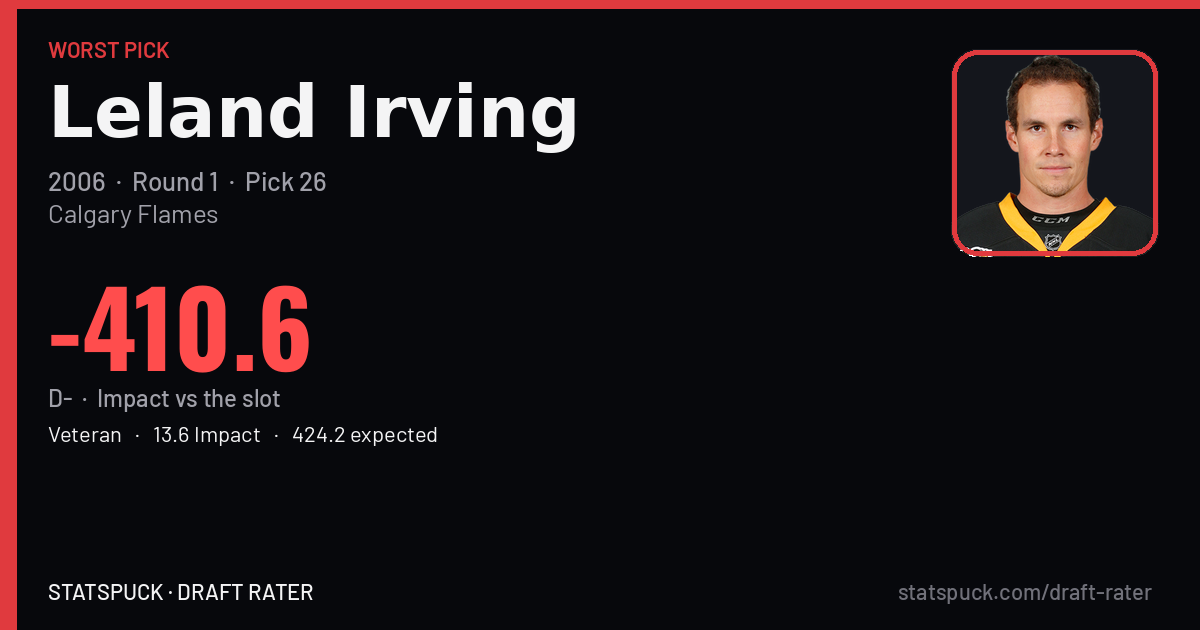 WORST PICK
Leland Irving
2006 · Round 1 · Pick 26
Calgary Flames
CCM
-410.6
D- · Impact vs the slot
Veteran · 13.6 Impact · 424.2 expected
STATSPUCK · DRAFT RATER
statspuck.com/draft-rater